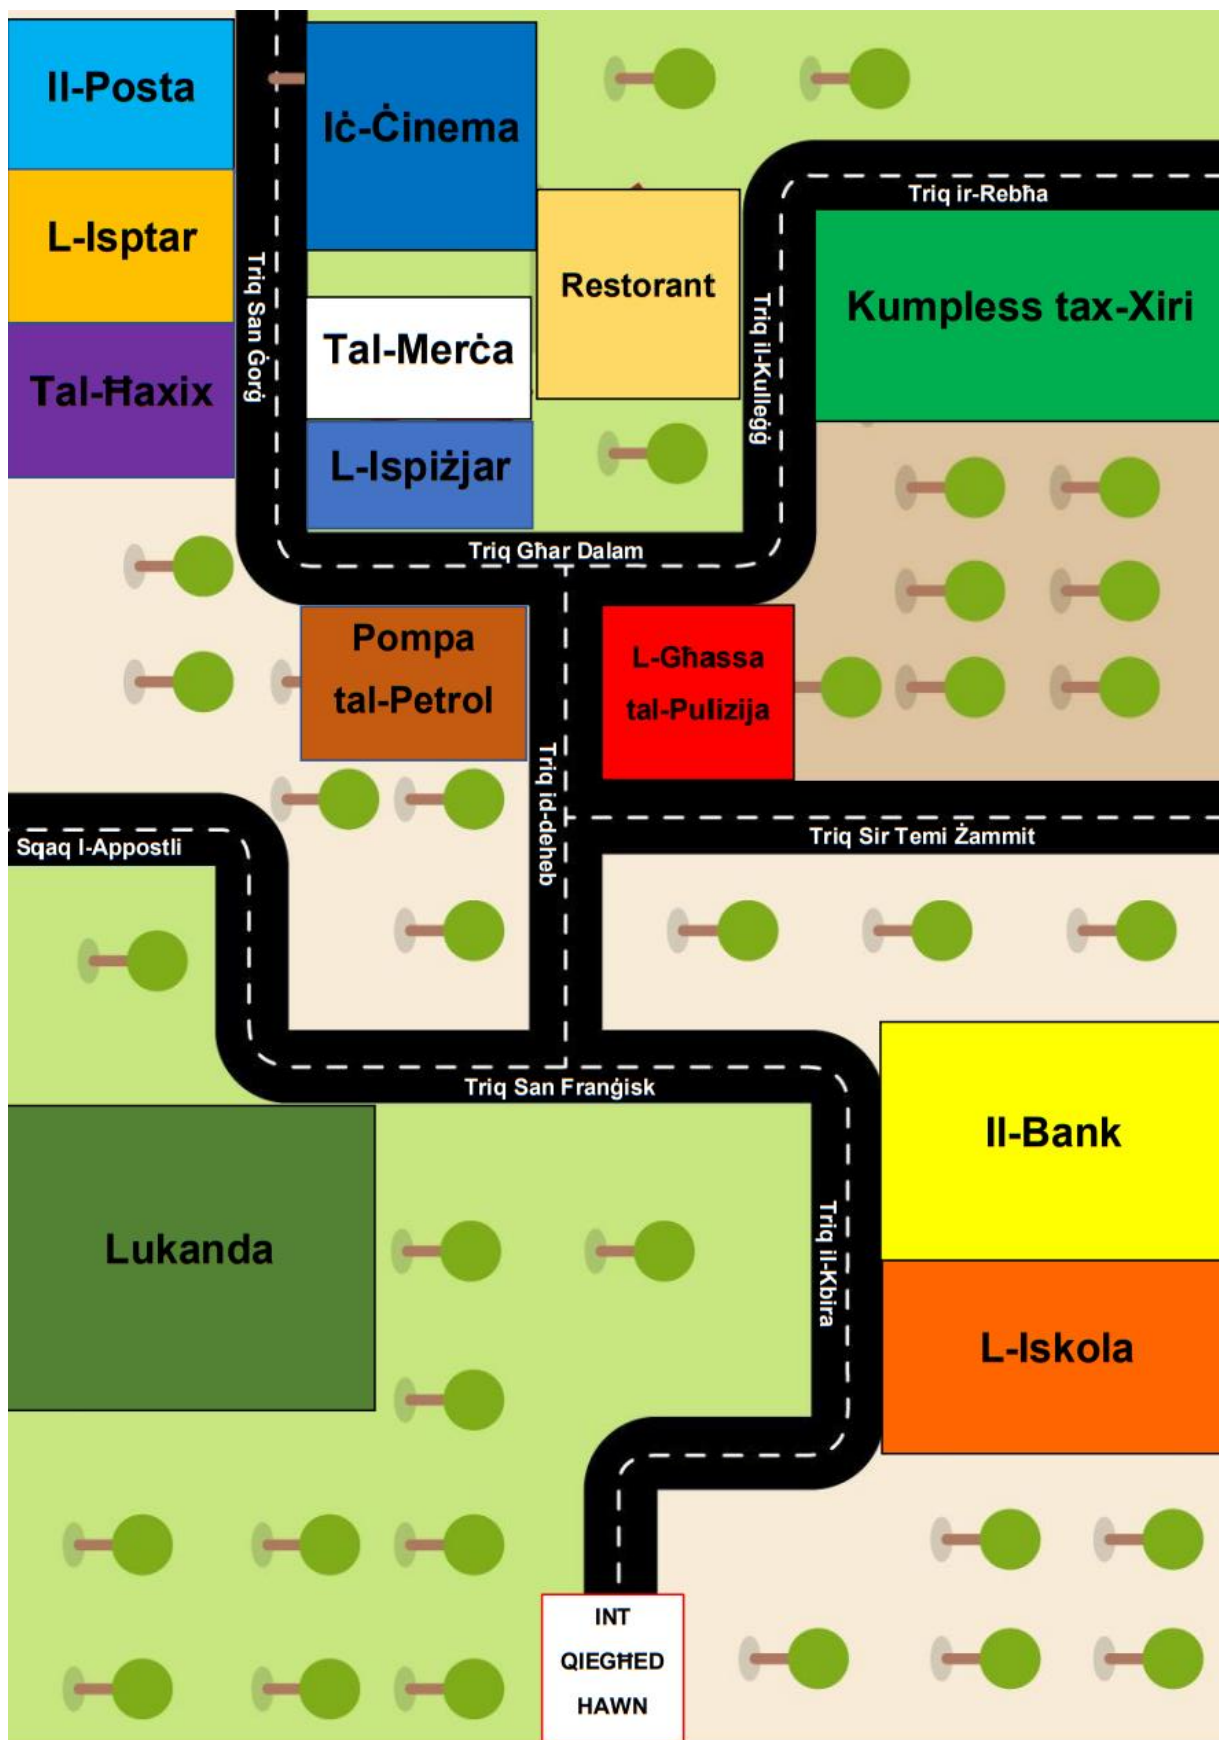 Il-Posta
Iċ-Ċinema
Triq ir-Rebħa
L-Isptar
Triq San Ġorġ
Restorant
Triq il-Kulleġġ
Kumpless tax-Xiri
Tal-Merċa
Tal-Ħaxix
L-Ispiżjar
Triq Għar Dalam
Pompa
tal-Petrol
L-Għassa
tal-Pulizija
Triq id-deheb
Sqaq l-Appostli
Triq Sir Temi Żammit
Triq San Franġisk
Il-Bank
Lukanda
Triq il-Kbira
L-Iskola
INT
QIEGĦED
HAWN